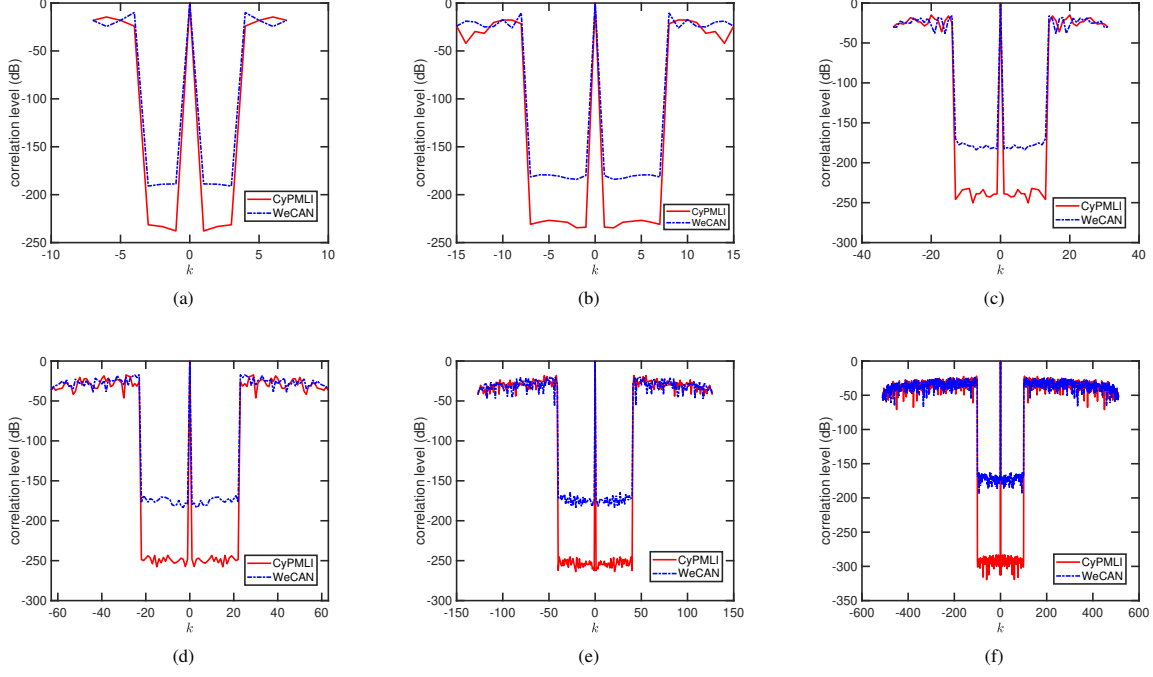 correlation level (dB)
0
-50
-100
-150
-200
-250
-10
-5
0
5
10
k
CyPMLI
WeCAN
(a)
correlation level (dB)
0
-50
-100
-150
-200
-250
-15
-10
-5
0
5
10
15
k
CyPMLI
WeCAN
(b)
correlation level (dB)
0
-50
-100
-150
-200
-250
-300
-40
-20
0
20
40
k
CyPMLI
WeCAN
(c)
correlation level (dB)
0
-50
-100
-150
-200
-250
-300
-60
-40
-20
0
20
40
60
k
CyPMLI
WeCAN
(d)
correlation level (dB)
0
-50
-100
-150
-200
-250
-300
-150
-100
-50
0
50
100
150
k
CyPMLI
WeCAN
(e)
correlation level (dB)
0
-50
-100
-150
-200
-250
-300
-350
-600
-400
-200
0
200
400
600
k
CyPMLI
WeCAN
(f)